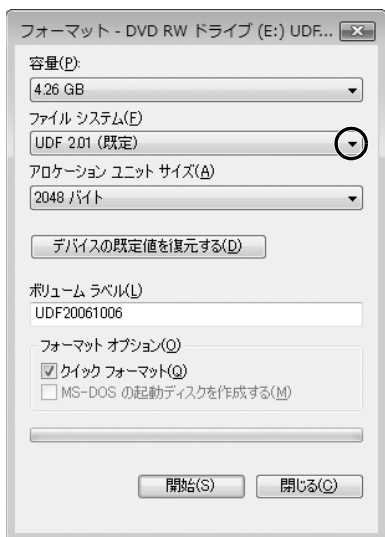 フォーマット - DVD RW ドライブ (E:) UDF...
容量(P):
4.26 GB
ファイル システム(F)
UDF 2.01 (既定)
アロケーション ユニット サイズ(A)
2048 バイト
デバイスの既定値を復元する(D)
ボリューム ラベル(L)
UDF20061006
フォーマット オプション(O)
クイック フォーマット(Q)
MS-DOS の起動ディスクを作成する(M)
開始(S) 閉じる(C)